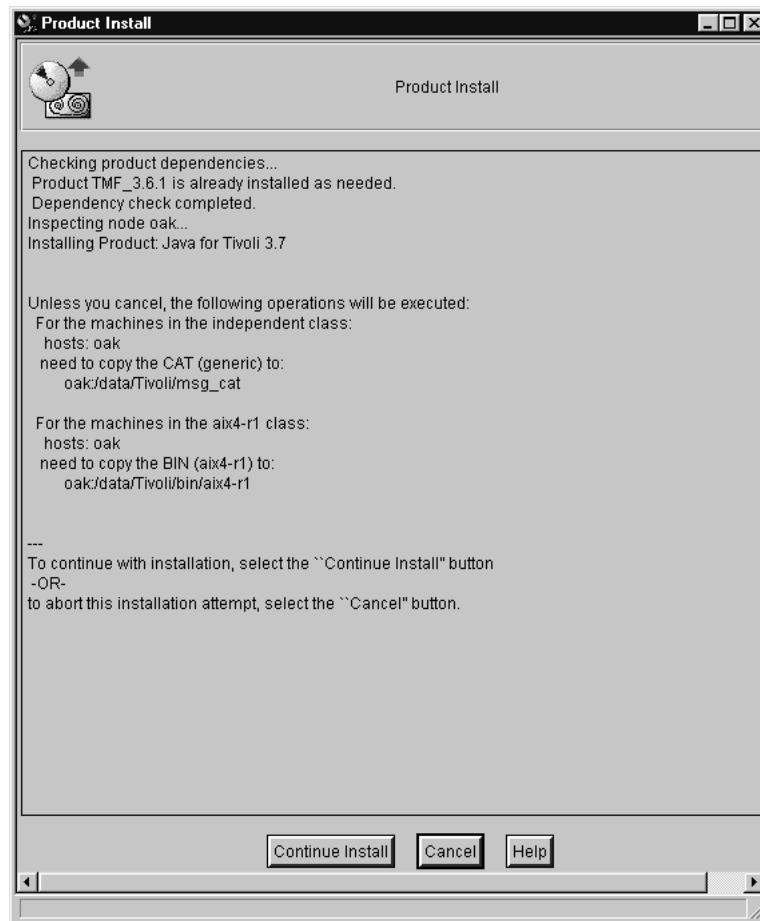 Product Install
Product Install
Checking product dependencies...
Product TMF_3.6.1 is already installed as needed.
Dependency check completed.
Inspecting node oak...
Installing Product: Java for Tivoli 3.7
Unless you cancel, the following operations will be executed:
For the machines in the independent class:
hosts: oak
need to copy the CAT (generic) to:
oak:/data/Tivoli/msg_cat
For the machines in the aix4-r1 class:
hosts: oak
need to copy the BIN (aix4-r1) to:
oak:/data/Tivoli/bin/aix4-r1
---
To continue with installation, select the ``Continue Install'' button
-OR-
to abort this installation attempt, select the ``Cancel'' button.
Continue Install Cancel Help